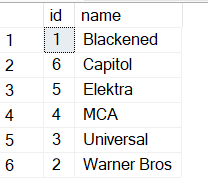 id name
1 1 Blackened
2 6 Capitol
3 5 Elektra
4 4 MCA
5 3 Universal
6 2 Warner Bros